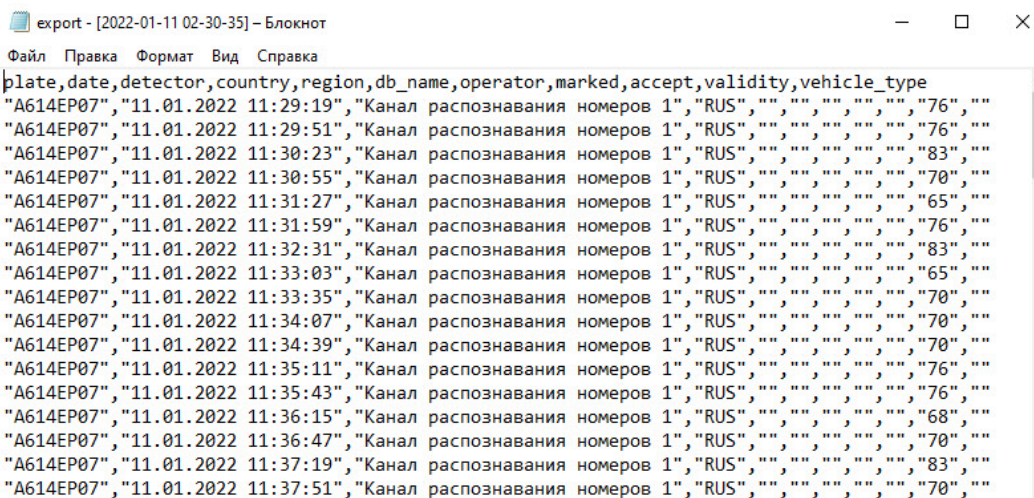 export - [2022-01-11 02-30-35] – Блокнот
Файл Правка Формат Вид Справка
plate,date,detector,country,region,db_name,operator,marked,accept,validity,vehicle_type
"A614EP07","11.01.2022 11:29:19","Канал распознавания номеров 1","RUS","","","","","","76",""
"A614EP07","11.01.2022 11:29:51","Канал распознавания номеров 1","RUS","","","","","","76",""
"A614EP07","11.01.2022 11:30:23","Канал распознавания номеров 1","RUS","","","","","","83",""
"A614EP07","11.01.2022 11:30:55","Канал распознавания номеров 1","RUS","","","","","","70",""
"A614EP07","11.01.2022 11:31:27","Канал распознавания номеров 1","RUS","","","","","","65",""
"A614EP07","11.01.2022 11:31:59","Канал распознавания номеров 1","RUS","","","","","","76",""
"A614EP07","11.01.2022 11:32:31","Канал распознавания номеров 1","RUS","","","","","","83",""
"A614EP07","11.01.2022 11:33:03","Канал распознавания номеров 1","RUS","","","","","","65",""
"A614EP07","11.01.2022 11:33:35","Канал распознавания номеров 1","RUS","","","","","","70",""
"A614EP07","11.01.2022 11:34:07","Канал распознавания номеров 1","RUS","","","","","","70",""
"A614EP07","11.01.2022 11:34:39","Канал распознавания номеров 1","RUS","","","","","","70",""
"A614EP07","11.01.2022 11:35:11","Канал распознавания номеров 1","RUS","","","","","","76",""
"A614EP07","11.01.2022 11:35:43","Канал распознавания номеров 1","RUS","","","","","","76",""
"A614EP07","11.01.2022 11:36:15","Канал распознавания номеров 1","RUS","","","","","","68",""
"A614EP07","11.01.2022 11:36:47","Канал распознавания номеров 1","RUS","","","","","","70",""
"A614EP07","11.01.2022 11:37:19","Канал распознавания номеров 1","RUS","","","","","","83",""
"A614EP07","11.01.2022 11:37:51","Канал распознавания номеров 1","RUS","","","","","","70",""